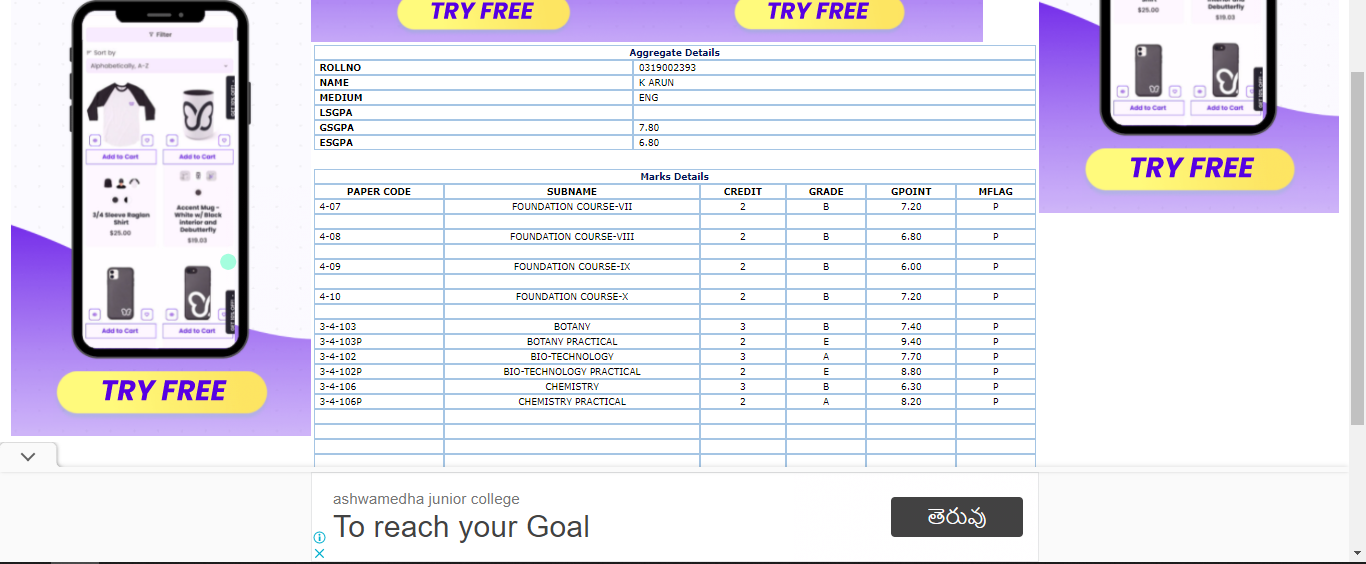 TRY FREE
TRY FREE
Filter
Sort by
Alphabetically, A-Z
Add to Cart Add to Cart
3/4 Sleeve Raglan Shirt
$25.00
Accent Mug - White w/ Black Interior and Debutterfly
$19.03
Add to Cart Add to Cart
TRY FREE
Aggregate Details
ROLLNO 0319002393
NAME K ARUN
MEDIUM ENG
LSGPA
GSGPA 7.80
ESGPA 6.80
Marks Details
PAPER CODE SUBNAME CREDIT GRADE GPOINT MFLAG
4-07 FOUNDATION COURSE-VII 2 B 7.20 P
4-08 FOUNDATION COURSE-VIII 2 B 6.80 P
4-09 FOUNDATION COURSE-IX 2 B 6.00 P
4-10 FOUNDATION COURSE-X 2 B 7.20 P
3-4-103 BOTANY 3 B 7.40 P
3-4-103P BOTANY PRACTICAL 2 E 9.40 P
3-4-102 BIO-TECHNOLOGY 3 A 7.70 P
3-4-102P BIO-TECHNOLOGY PRACTICAL 2 E 8.80 P
3-4-106 CHEMISTRY 3 B 6.30 P
3-4-106P CHEMISTRY PRACTICAL 2 A 8.20 P
$25.00
Debutterfly
$19.03
Add to Cart Add to Cart
TRY FREE
ashwamedha junior college
To reach your Goal
తెరువు